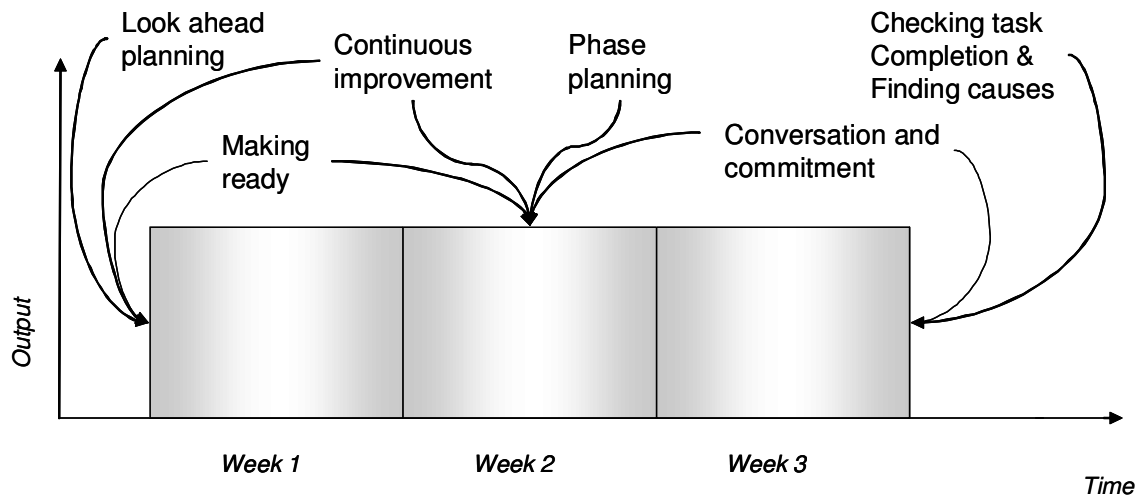 Look ahead
planning
Continuous
improvement
Phase
planning
Checking task
Completion &
Finding causes
Making
ready
Conversation and
commitment
Output
Week 1
Week 2
Week 3
Time